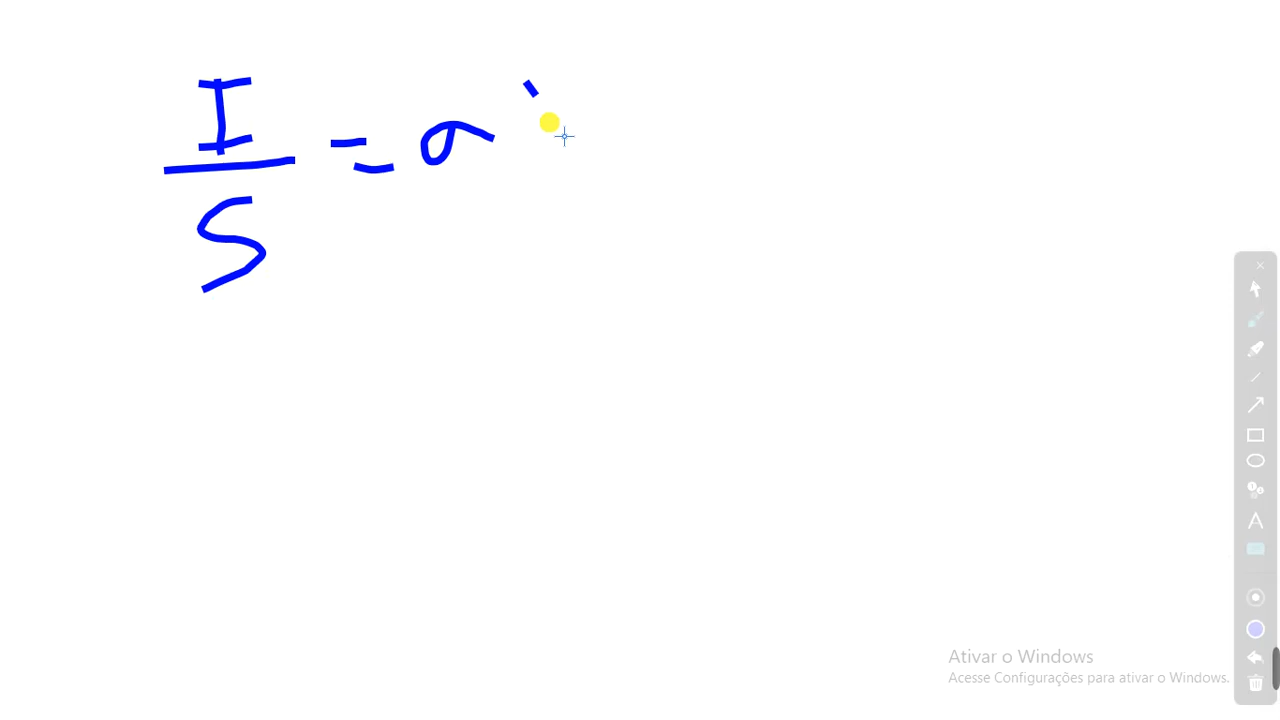 I
— = σ
S
Ativar o Windows
Acesse Configurações para ativar o Windows.